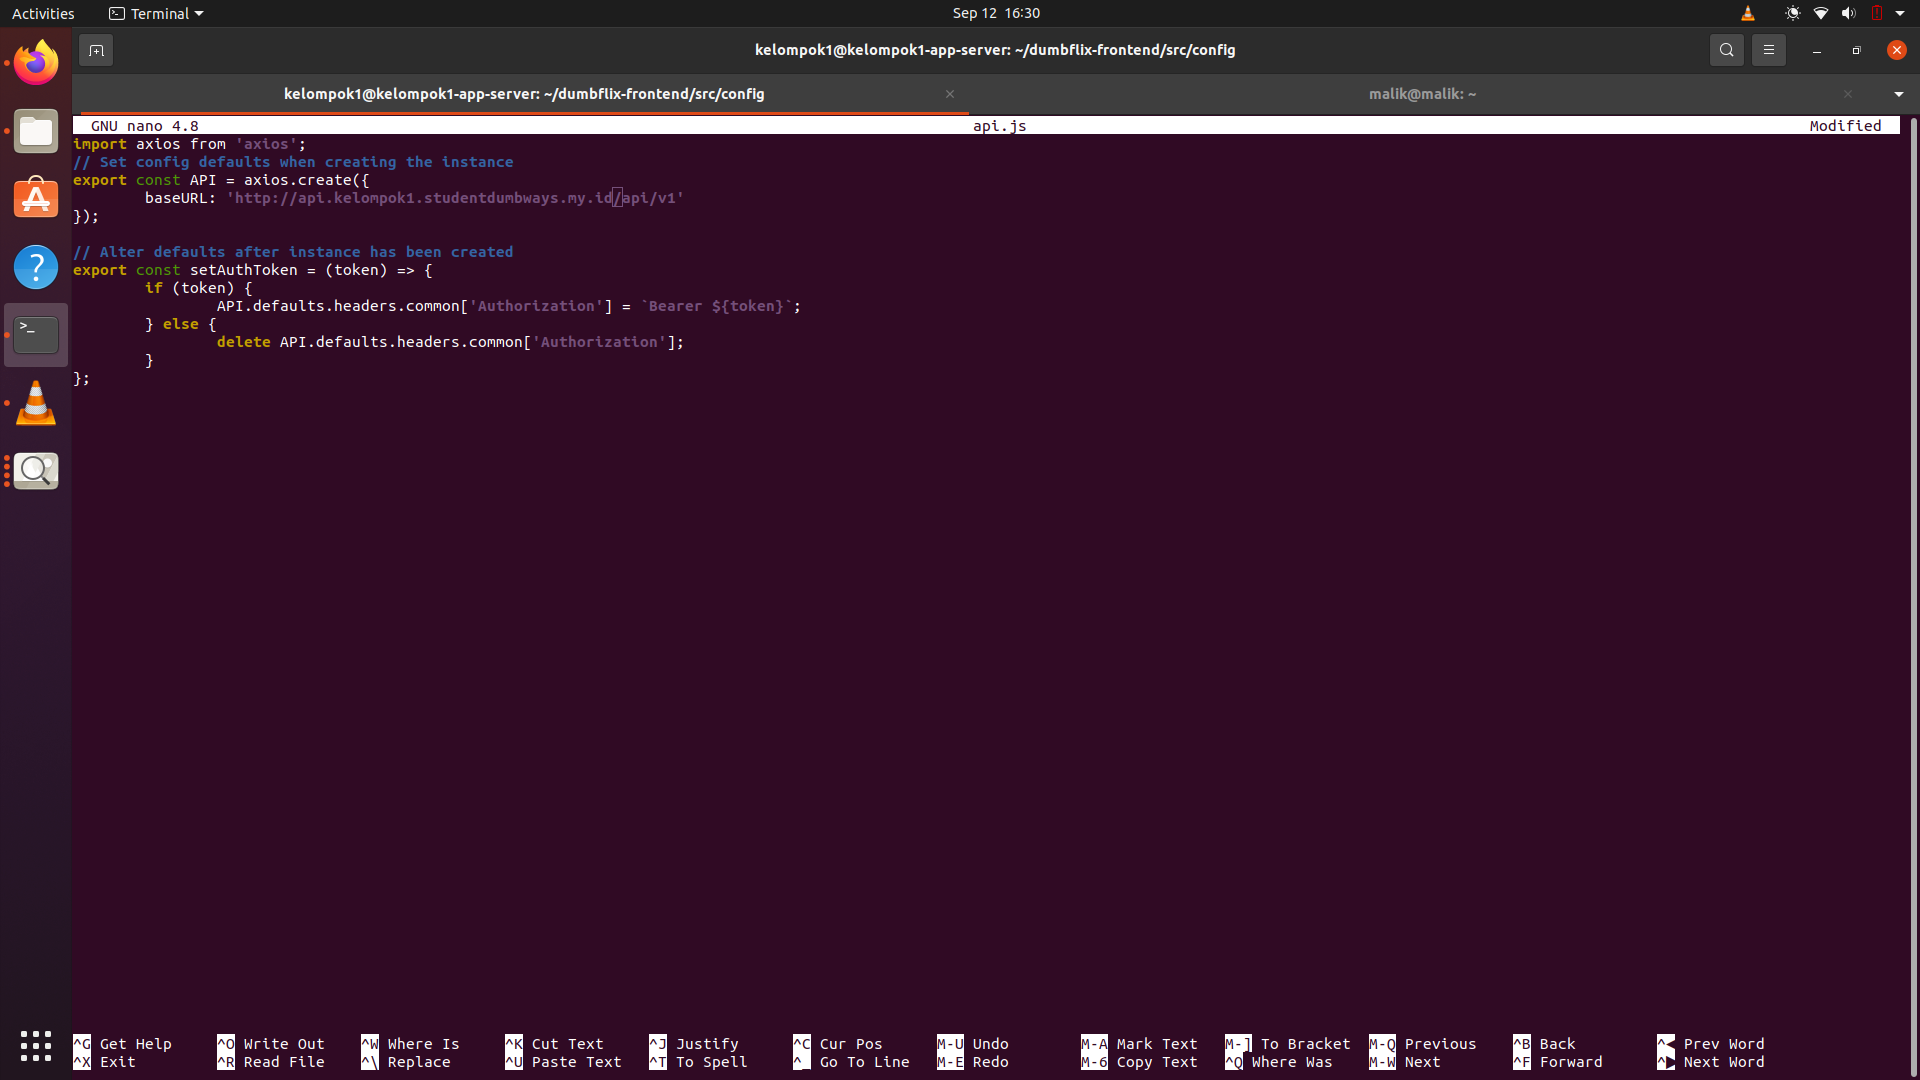 Activities Terminal Sep 12 16:30
kelompok1@kelompok1-app-server: ~/dumbflix-frontend/src/config
kelompok1@kelompok1-app-server: ~/dumbflix-frontend/src/config malik@malik: ~
GNU nano 4.8 api.js Modified
import axios from 'axios';
// Set config defaults when creating the instance
export const API = axios.create({
baseURL: 'http://api.kelompok1.studentdumbways.my.id/api/v1'
});
// Alter defaults after instance has been created
export const setAuthToken = (token) => {
if (token) {
API.defaults.headers.common['Authorization'] = `Bearer ${token}`;
} else {
delete API.defaults.headers.common['Authorization'];
}
};
^G Get Help ^O Write Out ^W Where Is ^K Cut Text ^J Justify ^C Cur Pos M-U Undo M-A Mark Text M-] To Bracket M-Q Previous ^B Back ^◀ Prev Word
^X Exit ^R Read File ^\ Replace ^U Paste Text ^T To Spell ^_ Go To Line M-E Redo M-6 Copy Text ^Q Where Was M-W Next ^F Forward ^▶ Next Word